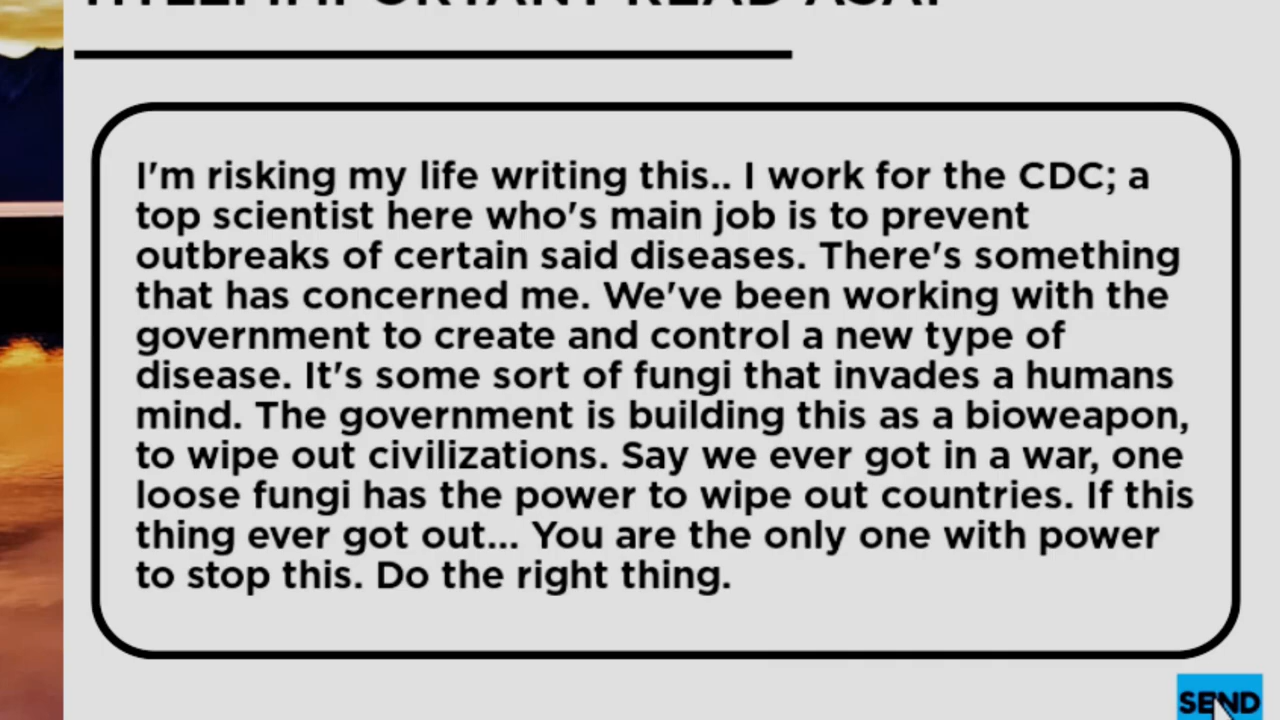 IMPORTANT READ ASAP
I'm risking my life writing this.. I work for the CDC; a
top scientist here who's main job is to prevent
outbreaks of certain said diseases. There's something
that has concerned me. We've been working with the
government to create and control a new type of
disease. It's some sort of fungi that invades a humans
mind. The government is building this as a bioweapon,
to wipe out civilizations. Say we ever got in a war, one
loose fungi has the power to wipe out countries. If this
thing ever got out... You are the only one with power
to stop this. Do the right thing.
SEND